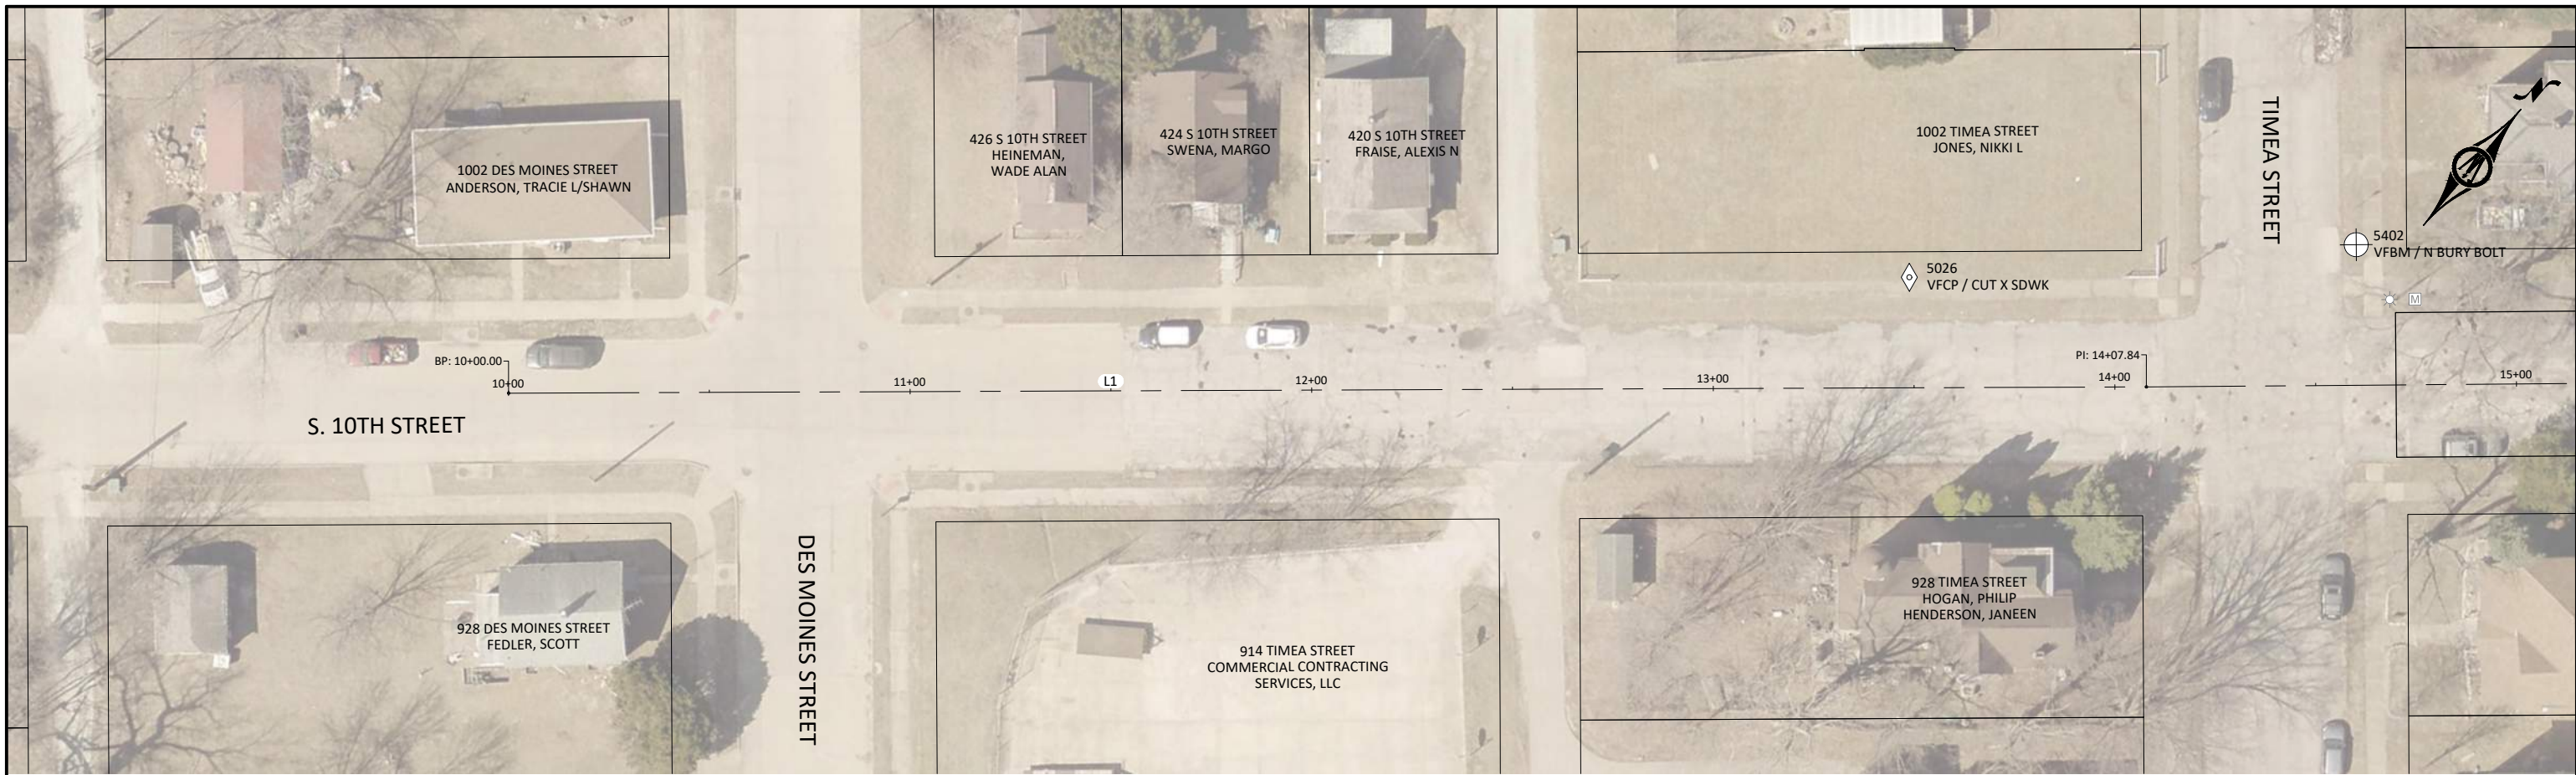 1002 DES MOINES STREET
ANDERSON, TRACIE L/SHAWN
426 S 10TH STREET
HEINEMAN,
WADE ALAN
424 S 10TH STREET
SWENA, MARGO
420 S 10TH STREET
FRAISE, ALEXIS N
1002 TIMEA STREET
JONES, NIKKI L
TIMEA STREET
N
5402
VFBM / N BURY BOLT
5026
VFCP / CUT X SDWK
M
BP: 10+00.00
10+00
11+00
L1
12+00
13+00
PI: 14+07.84
14+00
15+00
S. 10TH STREET
DES MOINES STREET
928 DES MOINES STREET
FEDLER, SCOTT
914 TIMEA STREET
COMMERCIAL CONTRACTING
SERVICES, LLC
928 TIMEA STREET
HOGAN, PHILIP
HENDERSON, JANEEN